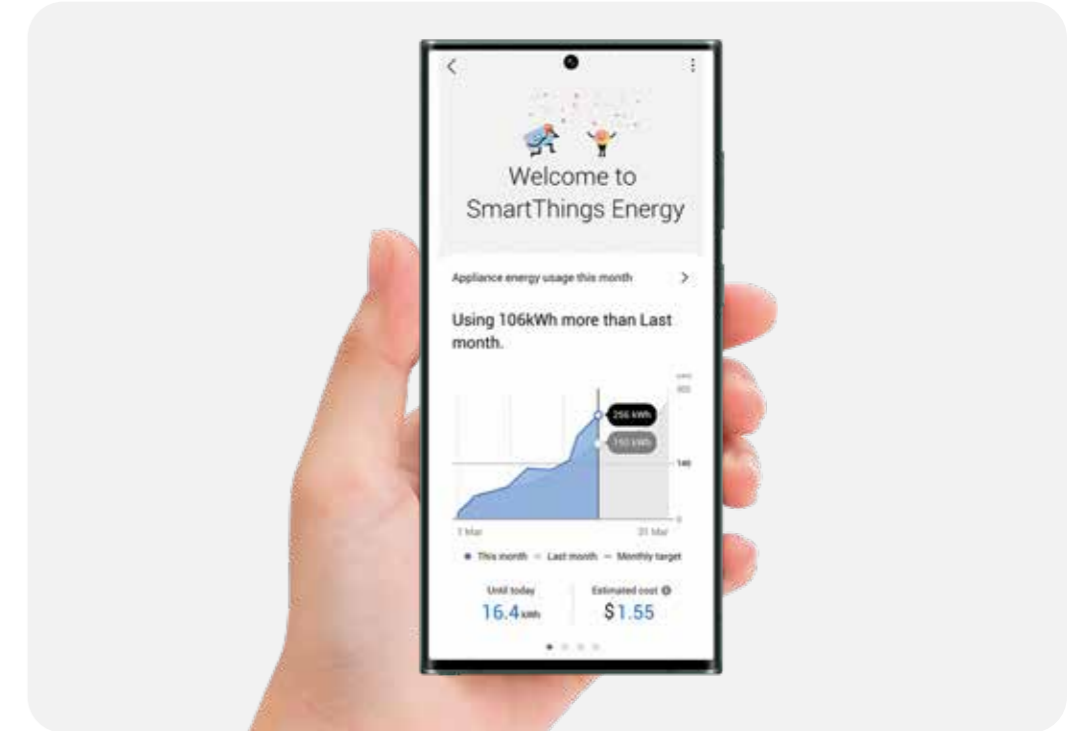 Welcome to
SmartThings Energy
Appliance energy usage this month
Using 106kWh more than Last
month.
256 kWh
150 kWh
140
0
1 Mar
31 Mar
This month
Last month
Monthly target
Until today
Estimated cost
16.4 kWh
$1.55